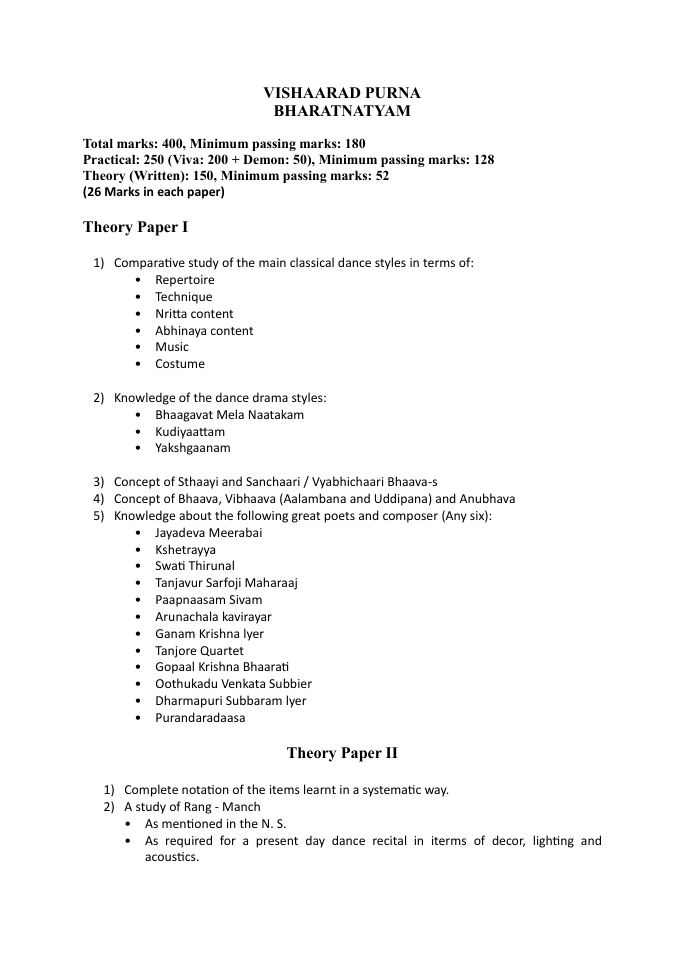 VISHAARAD PURNA
BHARATNATYAM
Total marks: 400, Minimum passing marks: 180
Practical: 250 (Viva: 200 + Demon: 50), Minimum passing marks: 128
Theory (Written): 150, Minimum passing marks: 52
(26 Marks in each paper)
Theory Paper I
1) Comparative study of the main classical dance styles in terms of:
• Repertoire
• Technique
• Nritta content
• Abhinaya content
• Music
• Costume
2) Knowledge of the dance drama styles:
• Bhaagavat Mela Naatakam
• Kudiyaattam
• Yakshgaanam
3) Concept of Sthaayi and Sanchaari / Vyabhichaari Bhaava-s
4) Concept of Bhaava, Vibhaava (Aalambana and Uddipana) and Anubhava
5) Knowledge about the following great poets and composer (Any six):
• Jayadeva Meerabai
• Kshetrayya
• Swati Thirunal
• Tanjavur Sarfoji Maharaaj
• Paapnaasam Sivam
• Arunachala kavirayar
• Ganam Krishna lyer
• Tanjore Quartet
• Gopaal Krishna Bhaarati
• Oothukadu Venkata Subbier
• Dharmapuri Subbaram lyer
• Purandaradaasa
Theory Paper II
1) Complete notation of the items learnt in a systematic way.
2) A study of Rang - Manch
• As mentioned in the N. S.
• As required for a present day dance recital in iterms of decor, lighting and
acoustics.